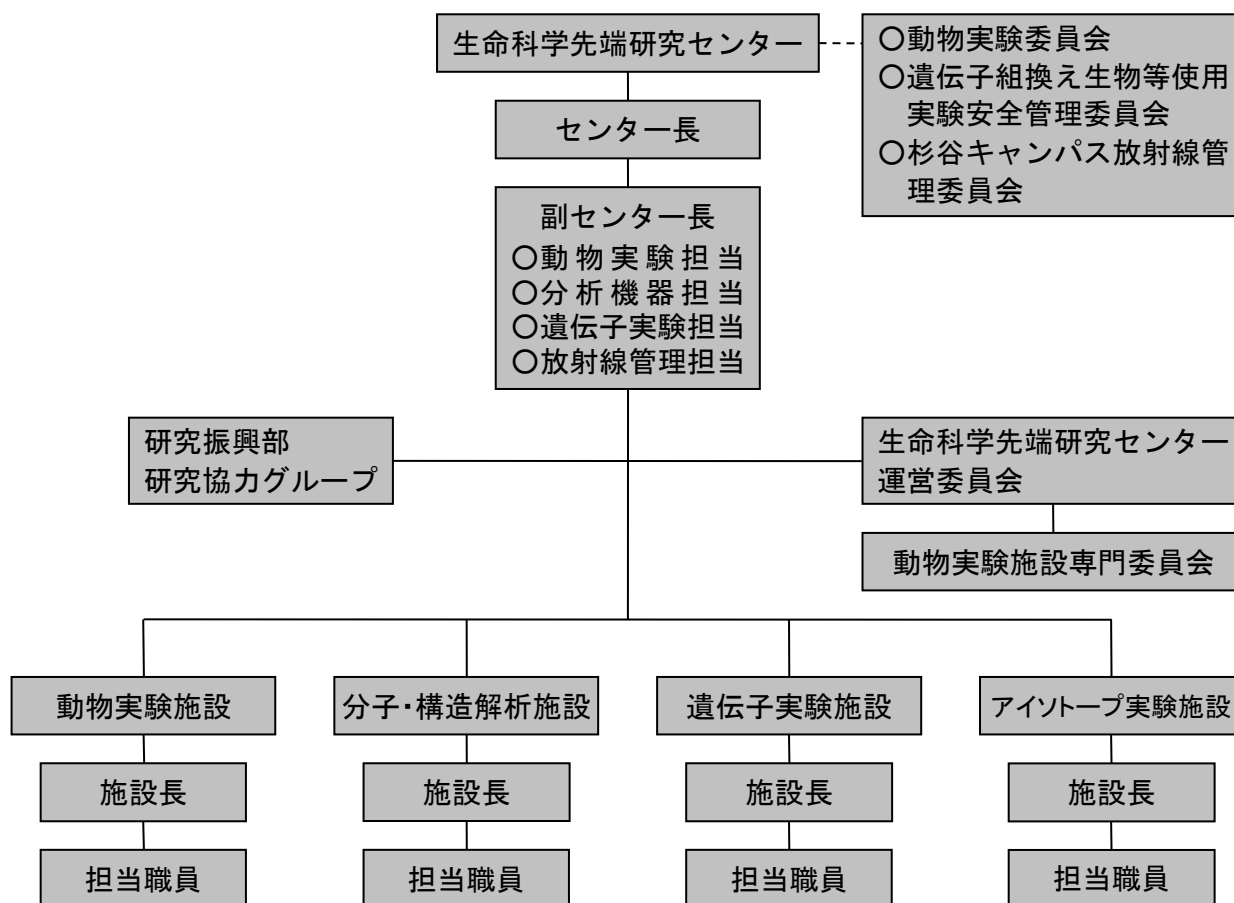 生命科学先端研究センター
〇動物実験委員会
〇遺伝子組換え生物等使用
実験安全管理委員会
〇杉谷キャンパス放射線管
理委員会
センター長
副センター長
〇動物実験担当
〇分析機器担当
〇遺伝子実験担当
〇放射線管理担当
研究振興部
研究協力グループ
生命科学先端研究センター
運営委員会
動物実験施設専門委員会
動物実験施設
分子・構造解析施設
遺伝子実験施設
アイソトープ実験施設
施設長
施設長
施設長
施設長
担当職員
担当職員
担当職員
担当職員